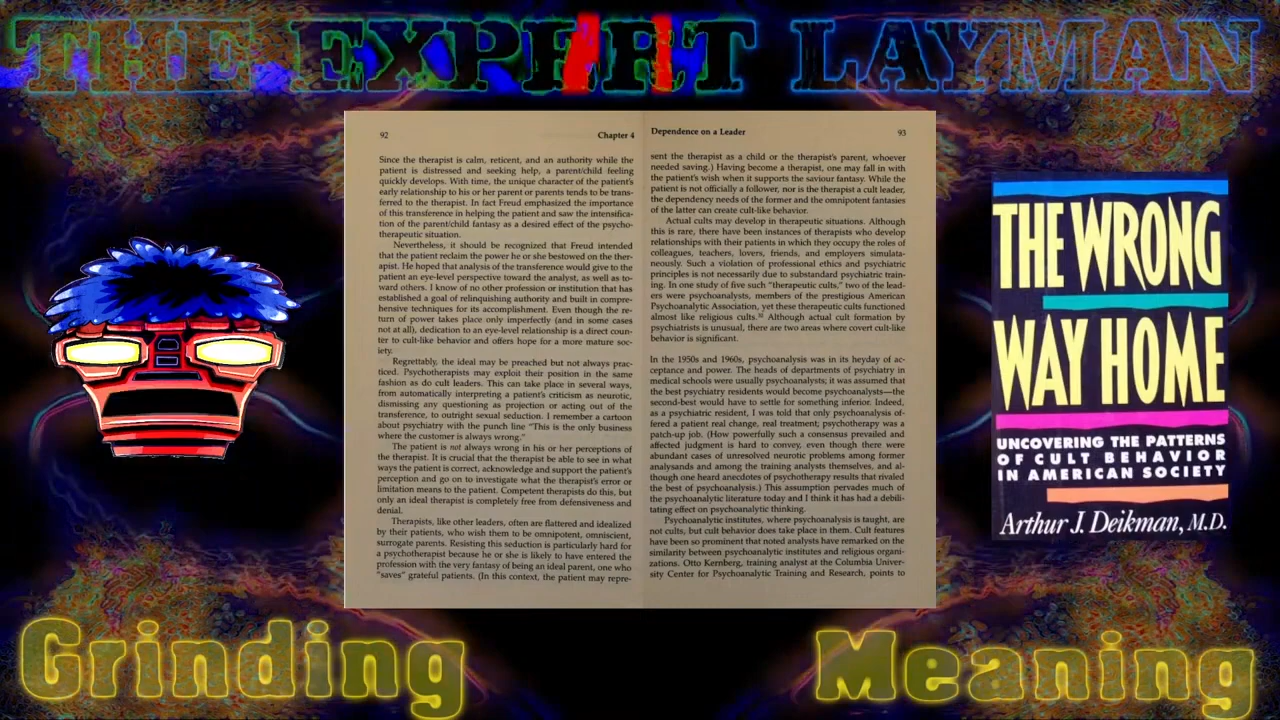 THE EXPERT LAYMAN
92
Chapter 4
Since the therapist is calm, reticent, and an authority while the
patient is distressed and seeking help, a parent/child feeling
quickly develops. With time, the unique character of the patient's
early relationship to his or her parent or parents tends to be trans-
ferred to the therapist. In fact Freud emphasized the importance
of this transference in helping the patient and saw the intensifica-
tion of the parent/child fantasy as a desired effect of the psycho-
therapeutic situation.
Nevertheless, it should be recognized that Freud intended
that the patient reclaim the power he or she bestowed on the ther-
apist. He hoped that analysis of the transference would give to the
patient an eye-level perspective toward the analyst, as well as to-
ward others. I know of no other profession or institution that has
established a goal of relinquishing authority and built in compre-
hensive techniques for its accomplishment. Even though the re-
turn of power takes place only imperfectly (and in some cases
not at all), dedication to an eye-level relationship is a direct coun-
ter to cult-like behavior and offers hope for a more mature soc-
iety.
Regrettably, the ideal may be preached but not always prac-
ticed. Psychotherapists may exploit their position in the same
fashion as do cult leaders. This can take place in several ways,
from automatically interpreting a patient's criticism as neurotic,
dismissing any questioning as projection or acting out of the
transference, to outright sexual seduction. I remember a cartoon
about psychiatry with the punch line "This is the only business
where the customer is always wrong."
The patient is not always wrong in his or her perceptions of
the therapist. It is crucial that the therapist be able to see in what
ways the patient is correct, acknowledge and support the patient's
perception and go on to investigate what the therapist's error or
limitation means to the patient. Competent therapists do this, but
only an ideal therapist is completely free from defensiveness and
denial.
Therapists, like other leaders, often are flattered and idealized
by their patients, who wish them to be omnipotent, omniscient,
surrogate parents. Resisting this seduction is particularly hard for
a psychotherapist because he or she is likely to have entered the
profession with the very fantasy of being an ideal parent, one who
"saves" grateful patients. (In this context, the patient may repre-
Dependence on a Leader
93
sent the therapist as a child or the therapist's parent, whoever
needed saving.) Having become a therapist, one may fall in with
the patient's wish when it supports the saviour fantasy. While the
patient is not officially a follower, nor is the therapist a cult leader,
the dependency needs of the former and the omnipotent fantasies
of the latter can create cult-like behavior.
Actual cults may develop in therapeutic situations. Although
this is rare, there have been instances of therapists who develop
relationships with their patients in which they occupy the roles of
colleagues, teachers, lovers, friends, and employers simulata-
neously. Such a violation of professional ethics and psychiatric
principles is not necessarily due to substandard psychiatric train-
ing. In one study of five such "therapeutic cults," two of the lead-
ers were psychoanalysts, members of the prestigious American
Psychoanalytic Association, yet these therapeutic cults functioned
almost like religious cults. Although actual cult formation by
psychiatrists is unusual, there are two areas where covert cult-like
behavior is significant.
In the 1950s and 1960s, psychoanalysis was in its heyday of ac-
ceptance and power. The heads of departments of psychiatry in
medical schools were usually psychoanalysts; it was assumed that
the best psychiatry residents would become psychoanalysts—the
second-best would have to settle for something inferior. Indeed,
as a psychiatric resident, I was told that only psychoanalysis of-
fered a patient real change, real treatment; psychotherapy was a
patch-up job. (How powerfully such a consensus prevailed and
affected judgment is hard to convey, even though there were
abundant cases of unresolved neurotic problems among former
analysands and among the training analysts themselves, and al-
though one heard anecdotes of psychotherapy results that rivaled
the best of psychoanalysis.) This assumption pervades much of
the psychoanalytic literature today and I think it has had a debili-
tating effect on psychoanalytic thinking.
Psychoanalytic institutes, where psychoanalysis is taught, are
not cults, but cult behavior does take place in them. Cult features
have been so prominent that noted analysts have remarked on the
similarity between psychoanalytic institutes and religious organi-
zations. Otto Kernberg, training analyst at the Columbia Univer-
sity Center for Psychoanalytic Training and Research, points to
THE WRONG
WAY HOME
UNCOVERING THE PATTERNS
OF CULT BEHAVIOR
IN AMERICAN SOCIETY
Arthur J. Deikman, M.D.
Grinding
Meaning